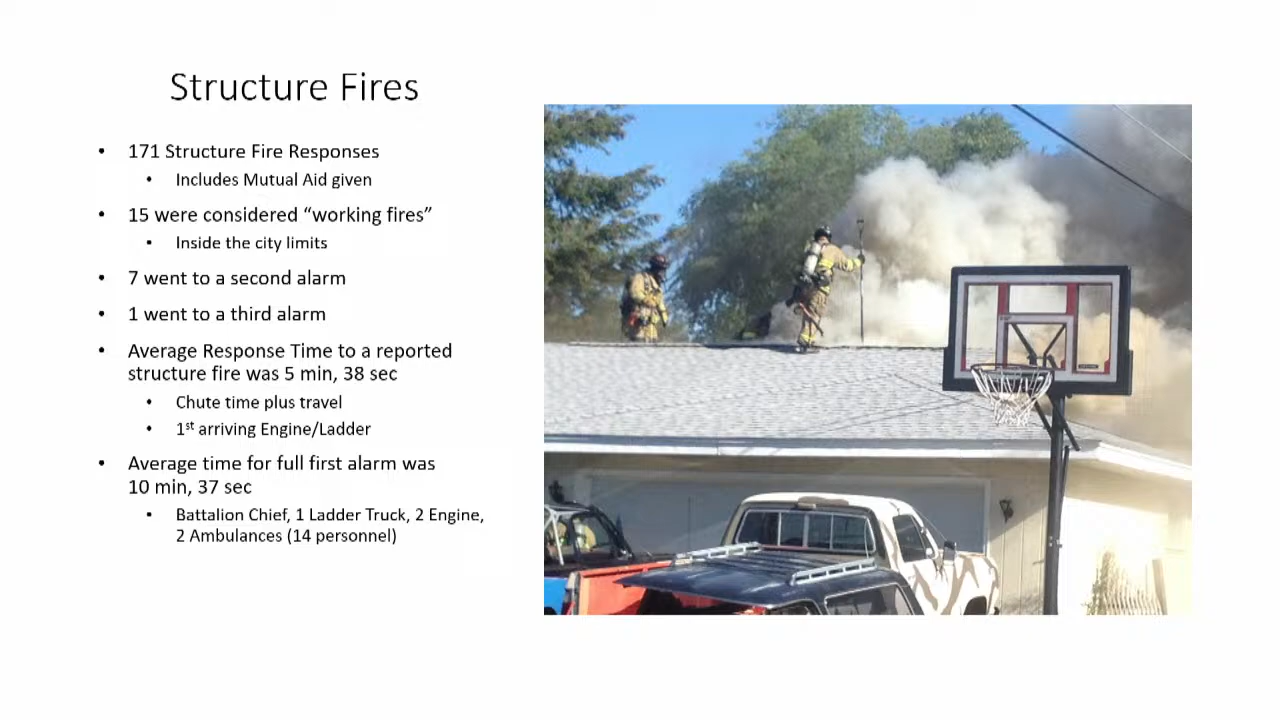 Structure Fires
• 171 Structure Fire Responses
• Includes Mutual Aid given
• 15 were considered “working fires”
• Inside the city limits
• 7 went to a second alarm
• 1 went to a third alarm
• Average Response Time to a reported
structure fire was 5 min, 38 sec
• Chute time plus travel
• 1st arriving Engine/Ladder
• Average time for full first alarm was
10 min, 37 sec
• Battalion Chief, 1 Ladder Truck, 2 Engine,
2 Ambulances (14 personnel)